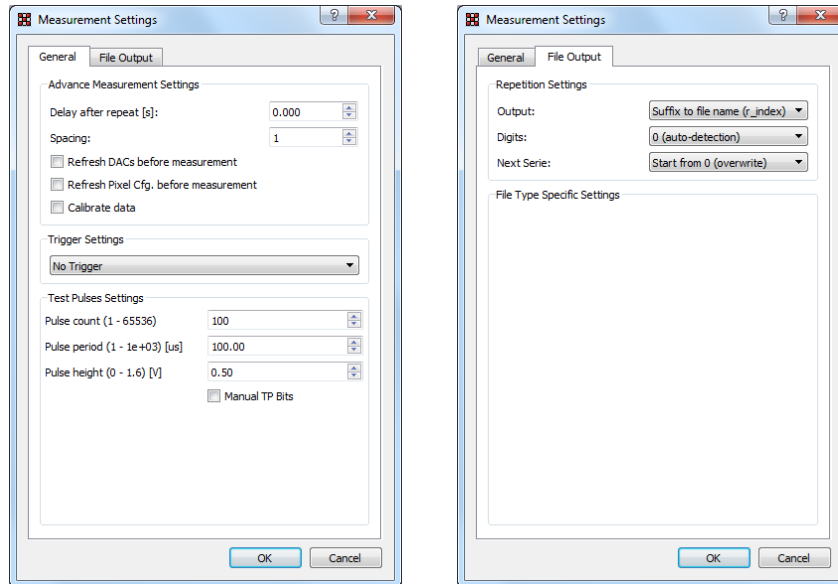 Measurement Settings
General File Output
Advance Measurement Settings
Delay after repeat [s]: 0.000
Spacing: 1
Refresh DACs before measurement
Refresh Pixel Cfg. before measurement
Calibrate data
Trigger Settings
No Trigger
Test Pulses Settings
Pulse count (1 - 65536) 100
Pulse period (1 - 1e+03) [us] 100.00
Pulse height (0 - 1.6) [V] 0.50
Manual TP Bits
OK Cancel
Measurement Settings
General File Output
Repetition Settings
Output: Suffix to file name (r_index)
Digits: 0 (auto-detection)
Next Serie: Start from 0 (overwrite)
File Type Specific Settings
OK Cancel